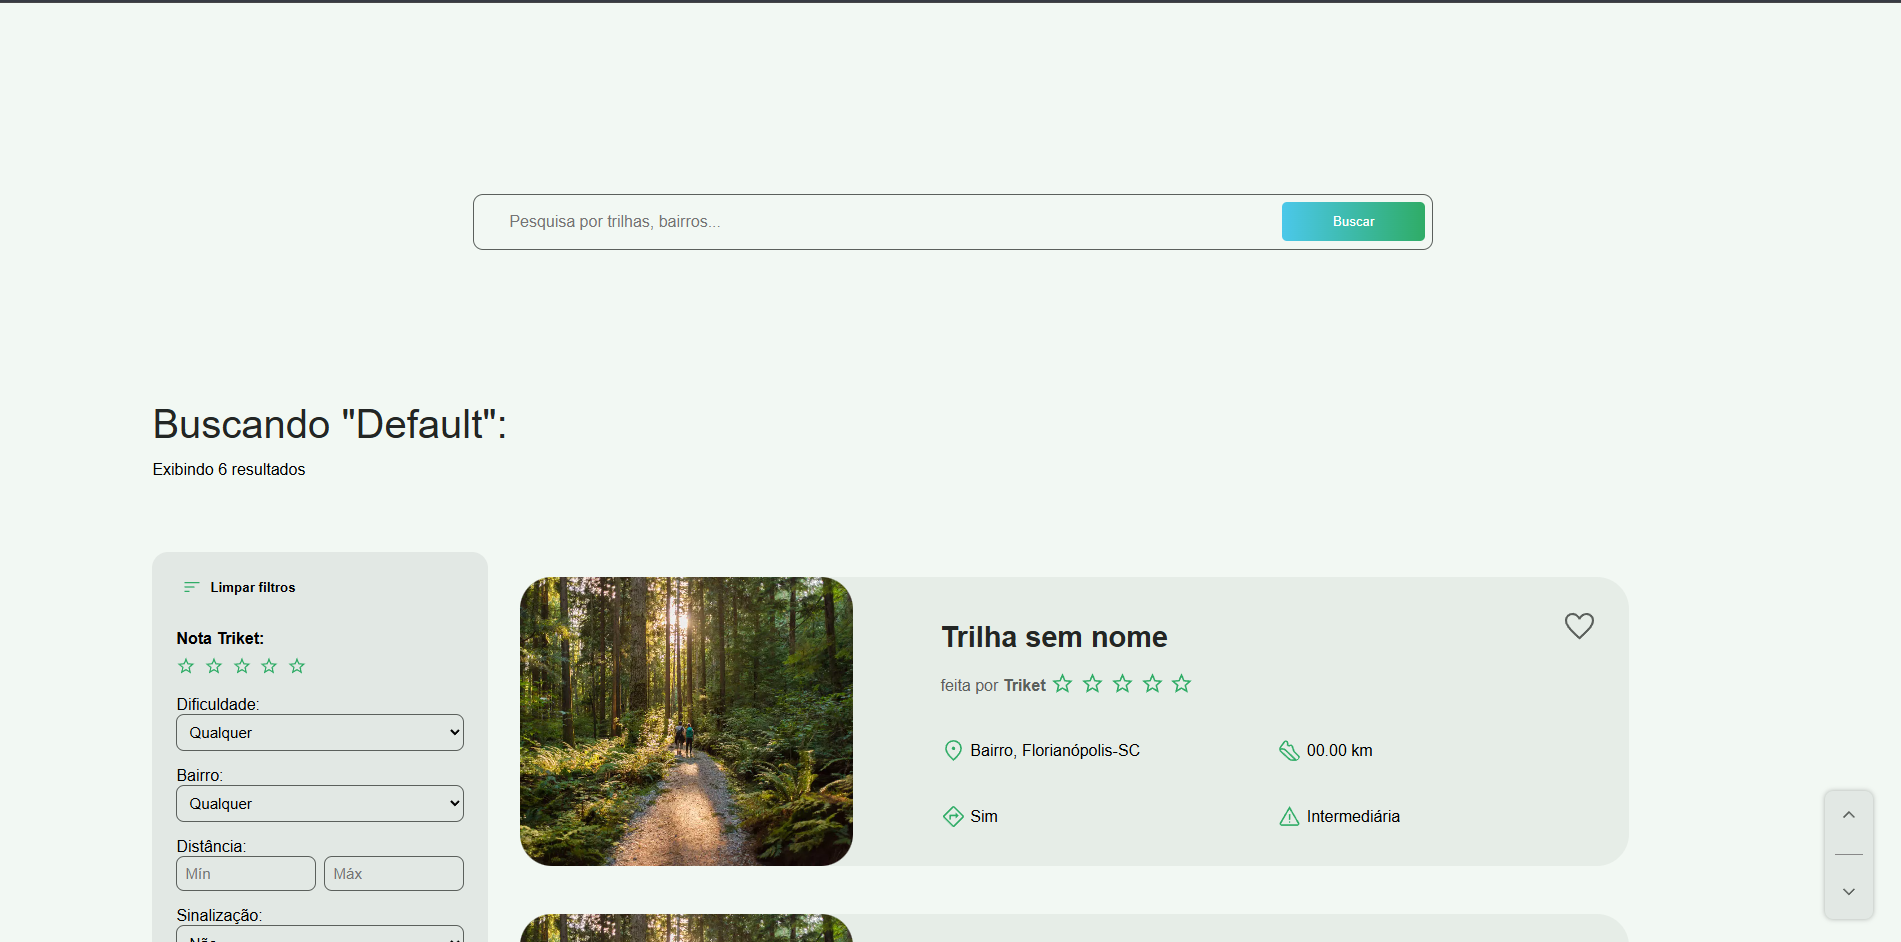 Pesquisa por trilhas, bairros...
Buscar
Buscando "Default":
Exibindo 6 resultados
Limpar filtros
Nota Triket:
Dificuldade:
Qualquer
Bairro:
Qualquer
Distância:
Mín Máx
Sinalização:
Não
Trilha sem nome
feita por Triket
Bairro, Florianópolis-SC
00.00 km
Sim
Intermediária